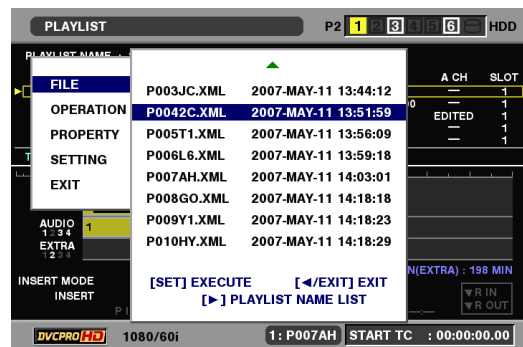 PLAYLIST P2 1 2 3 4 5 6 HDD
PLAYLIST NAME :
A CH SLOT
FILE
OPERATION
PROPERTY
SETTING
EXIT
P003JC.XML 2007-MAY-11 13:44:12
P0042C.XML 2007-MAY-11 13:51:59
P005T1.XML 2007-MAY-11 13:56:09
P006L6.XML 2007-MAY-11 13:59:18
P007AH.XML 2007-MAY-11 14:03:01
P008GO.XML 2007-MAY-11 14:18:18
P009Y1.XML 2007-MAY-11 14:18:23
P010HY.XML 2007-MAY-11 14:18:29
[SET] EXECUTE [◄/EXIT] EXIT
[►] PLAYLIST NAME LIST
— 1
0 — 1
EDITED 1
— 1
— 1
T
AUDIO 1
1 2 3 4
EXTRA
1 2 3 4
N(EXTRA) : 198 MIN
INSERT MODE
INSERT
P I
▼R IN
▼R OUT
DVCPRO HD 1080/60i 1: P007AH START TC : 00:00:00.00